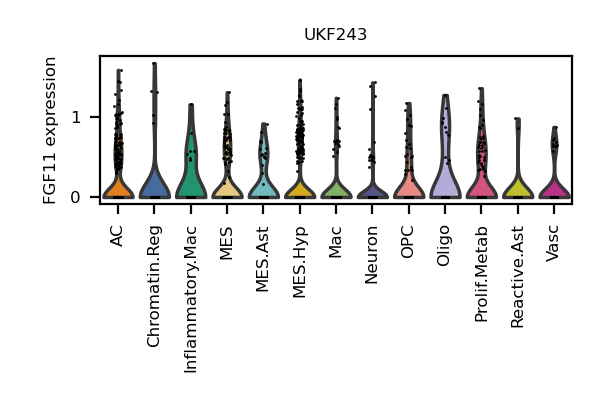 UKF243
FGF11 expression
1
0
AC
Chromatin.Reg
Inflammatory.Mac
MES
MES.Ast
MES.Hyp
Mac
Neuron
OPC
Oligo
Prolif.Metab
Reactive.Ast
Vasc